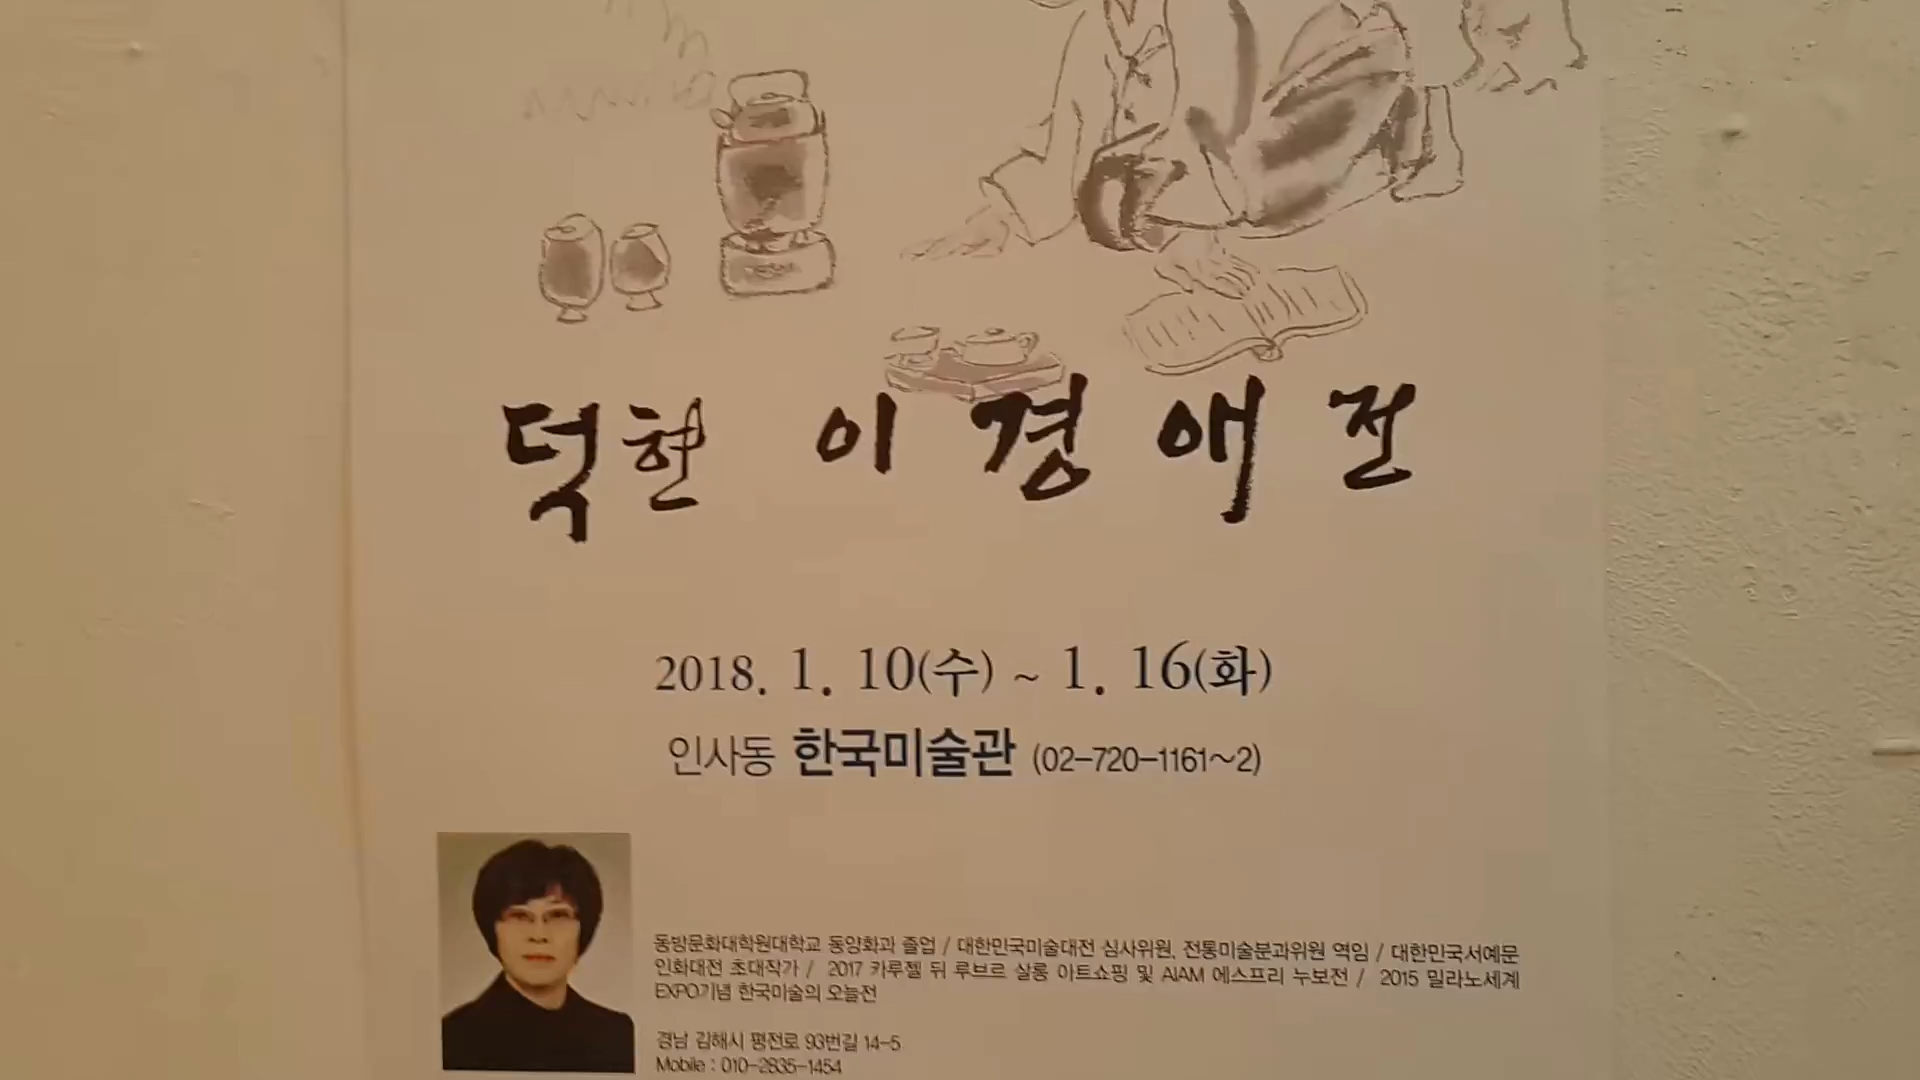 덕현 이경애전
2018. 1. 10(수) ~ 1. 16(화)
인사동 한국미술관 (02-720-1161~2)
동방문화대학원대학교 동양화과 졸업 / 대한민국미술대전 심사위원, 전통미술분과위원 역임 / 대한민국서예문
인화대전 초대작가 / 2017 카루젤 뒤 루브르 살롱 아트쇼핑 및 AIAM 에스프리 누보전 / 2015 밀라노세계
EXPO기념 한국미술의 오늘전
경남 김해시 평전로 93번길 14-5
Mobile : 010-2835-1454